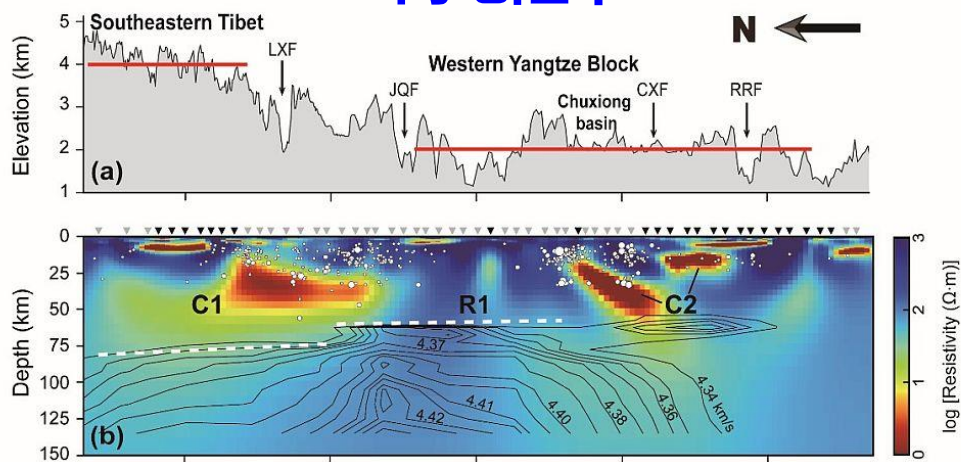 Southeastern Tibet
N
LXF
Western Yangtze Block
JQF
Chuxiong
basin
CXF
RRF
Elevation (km)
5
4
3
2
1
(a)
0
25
50
75
100
125
150
Depth (km)
C1
R1
C2
4.37
4.42
4.41
4.40
4.38
4.36
4.34 km/s
(b)
3
2
1
0
log [Resistivity (Ω·m)]